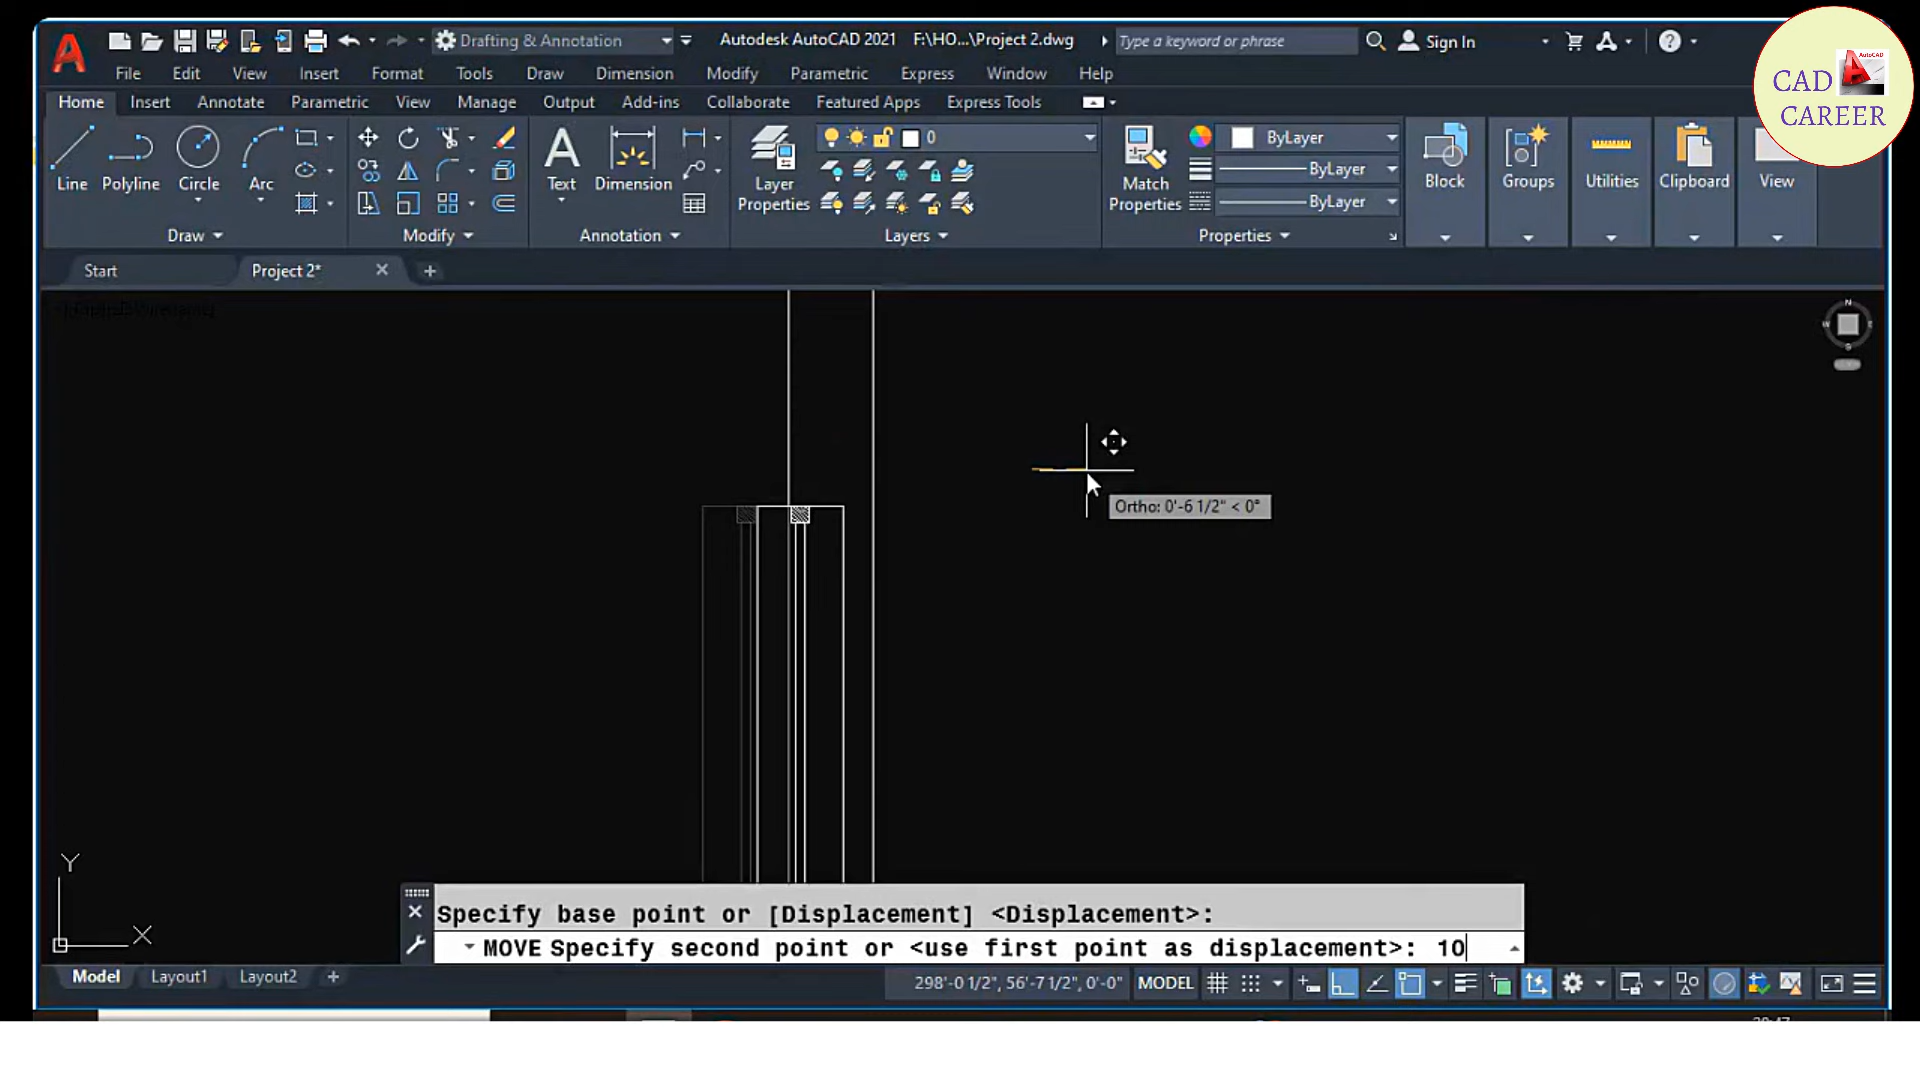 Drafting & Annotation
Autodesk AutoCAD 2021 F:\HO...\Project 2.dwg
Type a keyword or phrase
Sign In
File Edit View Insert Format Tools Draw Dimension Modify Parametric Express Window Help
Home Insert Annotate Parametric View Manage Output Add-ins Collaborate Featured Apps Express Tools
CAD
AutoCAD
CAREER
0
ByLayer
ByLayer
ByLayer
Line Polyline Circle Arc
Text Dimension
Layer
Properties
Match
Properties
Block Groups Utilities Clipboard View
Draw Modify Annotation Layers Properties
Start Project 2*
N
W
S
Ortho: 0'-6 1/2" < 0°
Y
X
Specify base point or [Displacement] <Displacement>:
MOVE Specify second point or <use first point as displacement>: 10
Model Layout1 Layout2
298'-0 1/2", 56'-7 1/2", 0'-0" MODEL